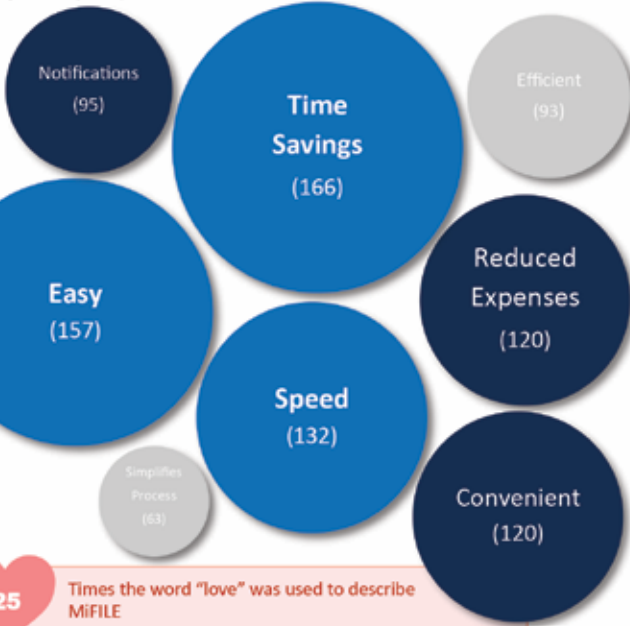 Notifications
(95)
Time
Savings
(166)
Efficient
(93)
Easy
(157)
Reduced
Expenses
(120)
Speed
(132)
Simplifies
Process
(63)
Convenient
(120)
25
Times the word “love” was used to describe
MiFILE